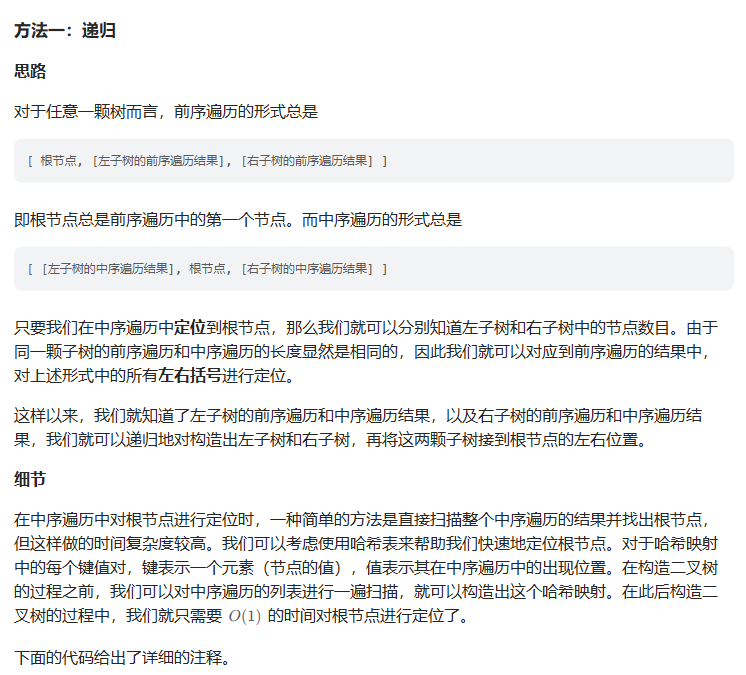 方法一：递归
思路
对于任意一颗树而言，前序遍历的形式总是
[ 根节点, [左子树的前序遍历结果], [右子树的前序遍历结果] ]
即根节点总是前序遍历中的第一个节点。而中序遍历的形式总是
[ [左子树的中序遍历结果], 根节点, [右子树的中序遍历结果] ]
只要我们在中序遍历中定位到根节点，那么我们就可以分别知道左子树和右子树中的节点数目。由于
同一颗子树的前序遍历和中序遍历的长度显然是相同的，因此我们就可以对应到前序遍历的结果中，
对上述形式中的所有左右括号进行定位。
这样以来，我们就知道了左子树的前序遍历和中序遍历结果，以及右子树的前序遍历和中序遍历结
果，我们就可以递归地对构造出左子树和右子树，再将这两颗子树接到根节点的左右位置。
细节
在中序遍历中对根节点进行定位时，一种简单的方法是直接扫描整个中序遍历的结果并找出根节点，
但这样做的时间复杂度较高。我们可以考虑使用哈希表来帮助我们快速地定位根节点。对于哈希映射
中的每个键值对，键表示一个元素（节点的值），值表示其在中序遍历中的出现位置。在构造二叉树
的过程之前，我们可以对中序遍历的列表进行一遍扫描，就可以构造出这个哈希映射。在此后构造二
叉树的过程中，我们就只需要 O(1) 的时间对根节点进行定位了。
下面的代码给出了详细的注释。